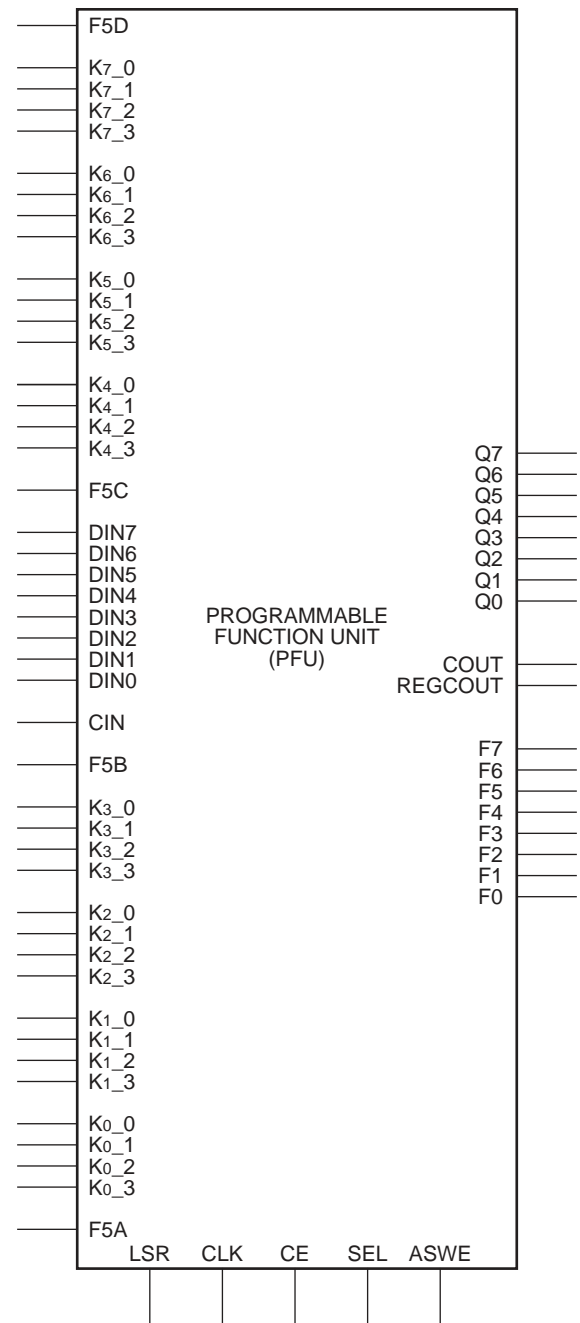 F5D
K7_0
K7_1
K7_2
K7_3
K6_0
K6_1
K6_2
K6_3
K5_0
K5_1
K5_2
K5_3
K4_0
K4_1
K4_2
K4_3
F5C
DIN7
DIN6
DIN5
DIN4
DIN3
DIN2
DIN1
DIN0
CIN
F5B
K3_0
K3_1
K3_2
K3_3
K2_0
K2_1
K2_2
K2_3
K1_0
K1_1
K1_2
K1_3
K0_0
K0_1
K0_2
K0_3
F5A
PROGRAMMABLE
FUNCTION UNIT
(PFU)
Q7
Q6
Q5
Q4
Q3
Q2
Q1
Q0
COUT
REGCOUT
F7
F6
F5
F4
F3
F2
F1
F0
LSR CLK CE SEL ASWE